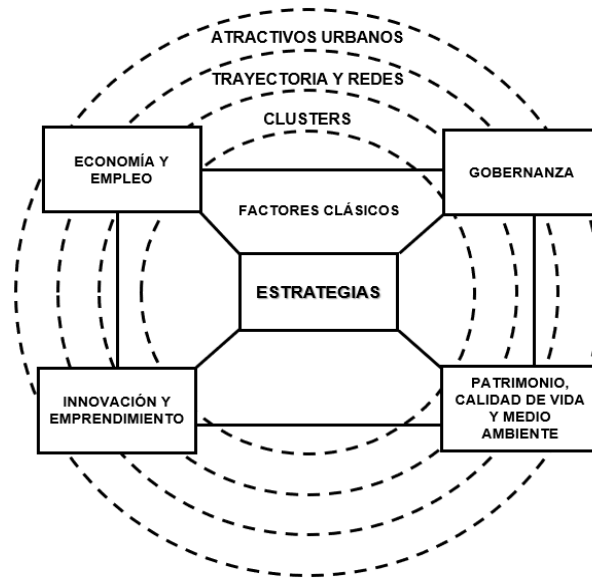 ATRACTIVOS URBANOS
TRAYECTORIA Y REDES
CLUSTERS
ECONOMÍA Y
EMPLEO
GOBERNANZA
FACTORES CLÁSICOS
ESTRATEGIAS
INNOVACIÓN Y
EMPRENDIMIENTO
PATRIMONIO,
CALIDAD DE VIDA
Y MEDIO
AMBIENTE